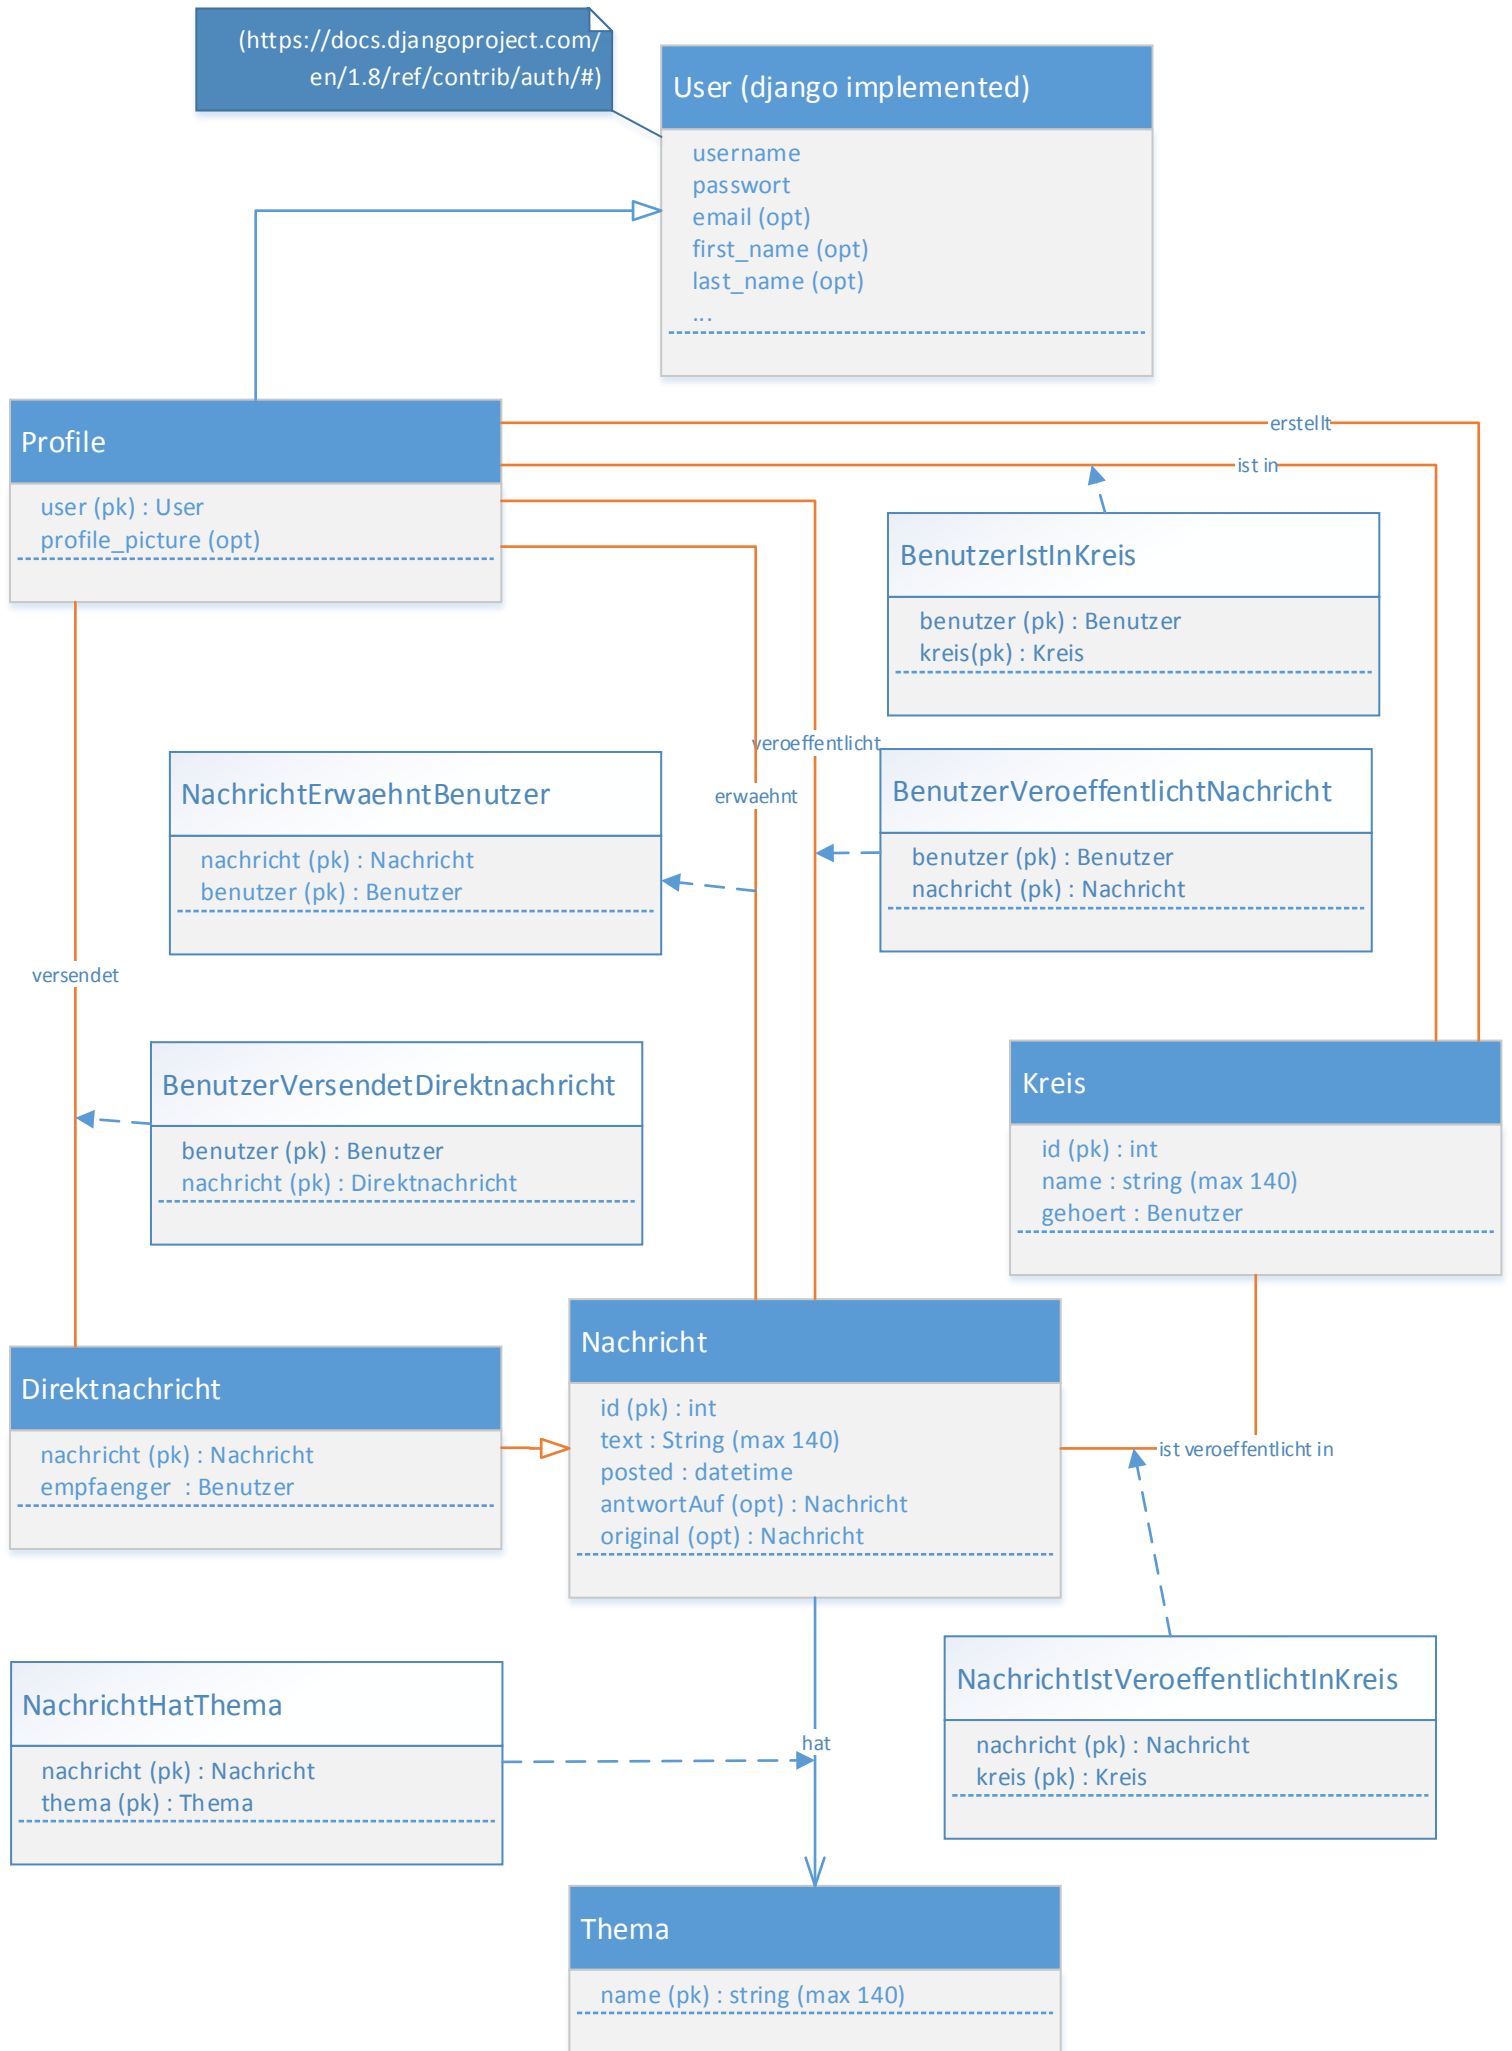 (https://docs.djangoproject.com/
en/1.8/ref/contrib/auth/#)
User (django implemented)
username
passwort
email (opt)
first_name (opt)
last_name (opt)
...
Profile
user (pk) : User
profile_picture (opt)
erstellt
ist in
BenutzerIstInKreis
benutzer (pk) : Benutzer
kreis(pk) : Kreis
veroeffentlicht
erwaehnt
NachrichtErwaehntBenutzer
nachricht (pk) : Nachricht
benutzer (pk) : Benutzer
BenutzerVeroeffentlichtNachricht
benutzer (pk) : Benutzer
nachricht (pk) : Nachricht
versendet
BenutzerVersendetDirektnachricht
benutzer (pk) : Benutzer
nachricht (pk) : Direktnachricht
Kreis
id (pk) : int
name : string (max 140)
gehoert : Benutzer
Direktnachricht
nachricht (pk) : Nachricht
empfaenger  : Benutzer
Nachricht
id (pk) : int
text : String (max 140)
posted : datetime
antwortAuf (opt) : Nachricht
original (opt) : Nachricht
ist veroeffentlicht in
NachrichtHatThema
nachricht (pk) : Nachricht
thema (pk) : Thema
hat
NachrichtIstVeroeffentlichtInKreis
nachricht (pk) : Nachricht
kreis (pk) : Kreis
Thema
name (pk) : string (max 140)